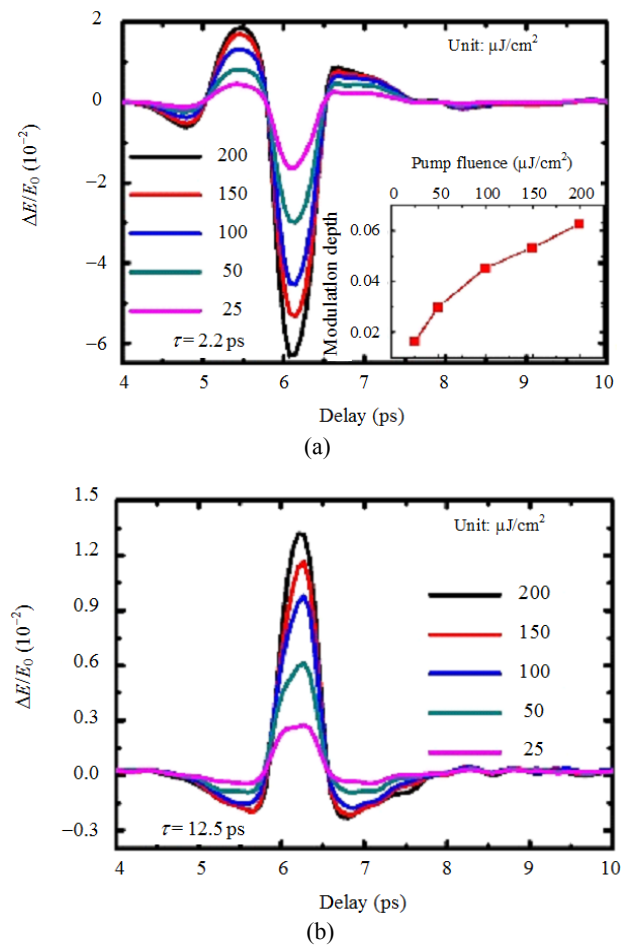 2
Unit: µJ/cm²
0
−2
−4
−6
ΔE/E₀ (10⁻²)
200
150
100
50
25
τ = 2.2 ps
Pump fluence (µJ/cm²)
0 50 100 150 200
0.06
0.04
0.02
Modulation depth
4 5 6 7 8 9 10
Delay (ps)
(a)
1.5
Unit: µJ/cm²
1.2
0.9
0.6
0.3
0.0
−0.3
ΔE/E₀ (10⁻²)
200
150
100
50
25
τ = 12.5 ps
4 5 6 7 8 9 10
Delay (ps)
(b)